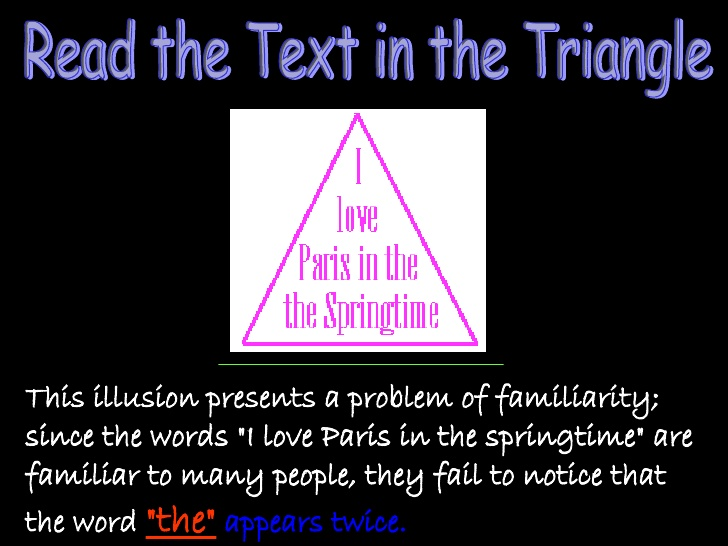 Read the Text in the Triangle
I
love
Paris in the
the Springtime
This illusion presents a problem of familiarity;
since the words "I love Paris in the springtime" are
familiar to many people, they fail to notice that
the word "the" appears twice.